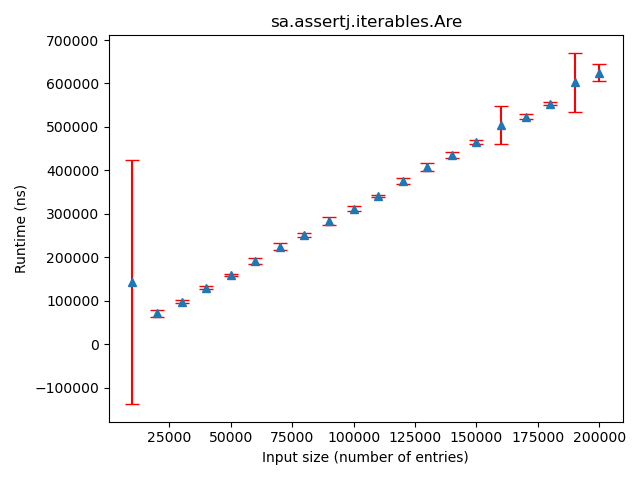 sa.assertj.iterables.Are
700000
600000
500000
400000
300000
200000
100000
0
−100000
Runtime (ns)
25000 50000 75000 100000 125000 150000 175000 200000
Input size (number of entries)